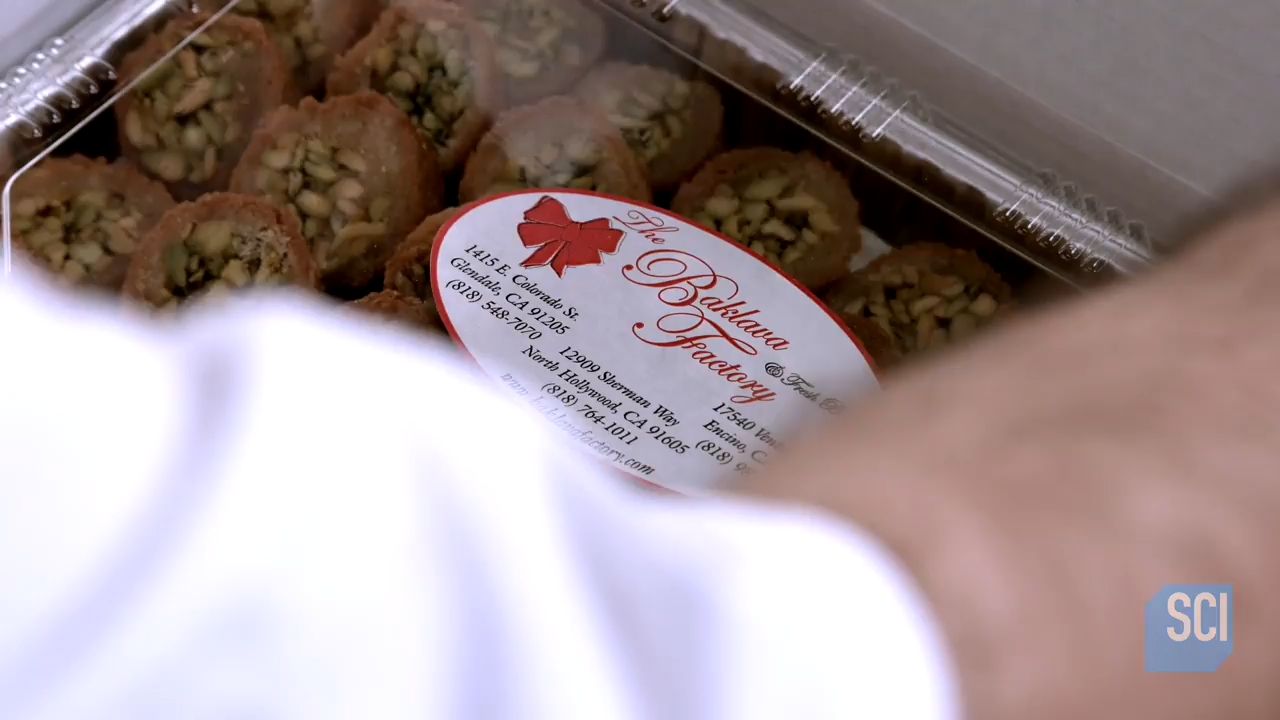 The
Baklava
Factory
& Fresh
1415 E. Colorado St.
Glendale, CA 91205
(818) 548-7070
12909 Sherman Way
North Hollywood, CA 91605
(818) 764-1011
17540
Encino,
(818)
www.baklavafactory.com
SCI